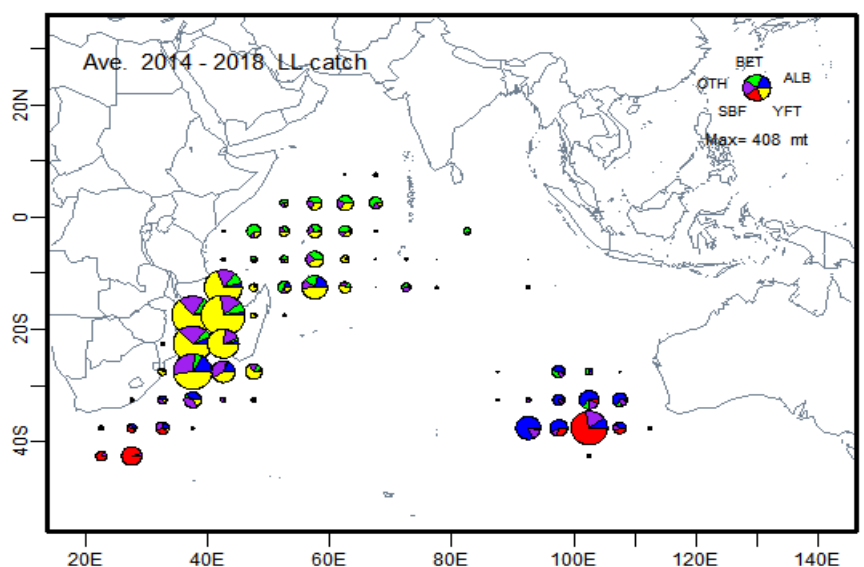 Ave. 2014 - 2018 LL catch
BET
OTH
ALB
SBF
YFT
Max= 408 mt
20N
0
20S
40S
20E
40E
60E
80E
100E
120E
140E